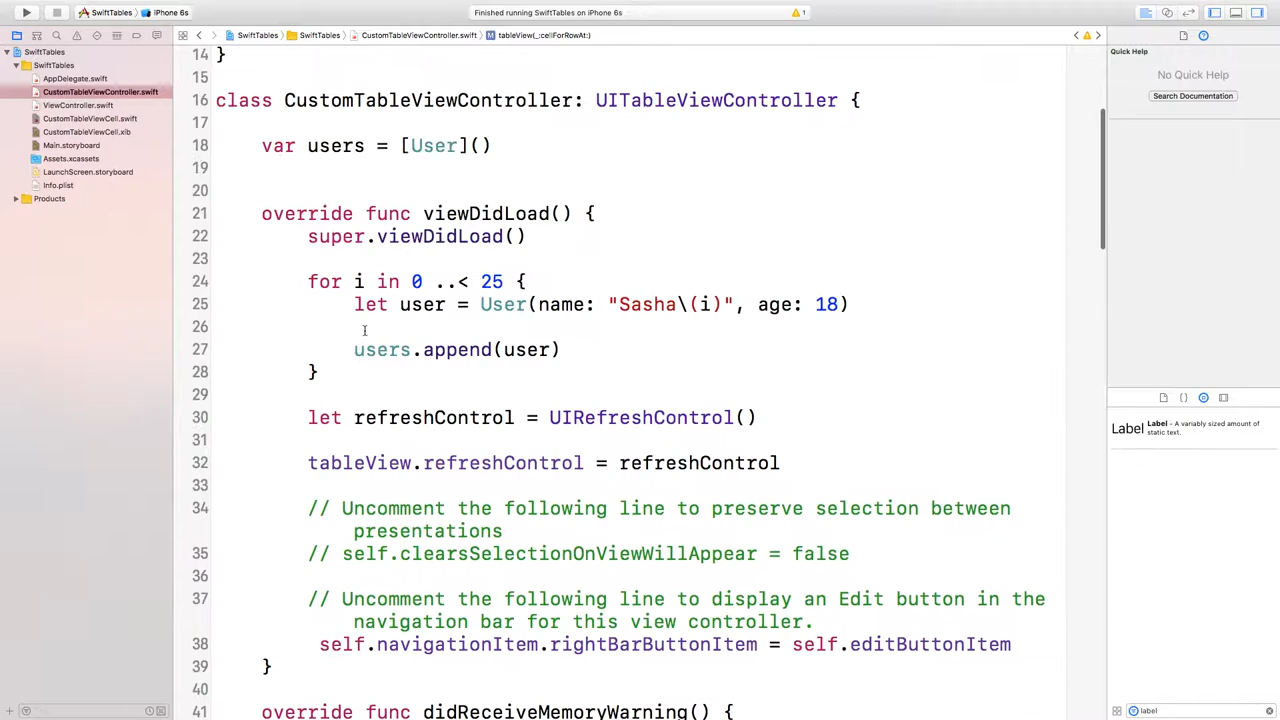 SwiftTables
iPhone 6s
Finished running SwiftTables on iPhone 6s
1
SwiftTables
SwiftTables
CustomTableViewController.swift
tableView(_:cellForRowAt:)
SwiftTables
SwiftTables
AppDelegate.swift
CustomTableViewController.swift
ViewController.swift
CustomTableViewCell.swift
CustomTableViewCell.xib
Main.storyboard
Assets.xcassets
LaunchScreen.storyboard
Info.plist
Products
14 }
15
16 class CustomTableViewController: UITableViewController {
17
18 var users = [User]()
19
20
21 override func viewDidLoad() {
22 super.viewDidLoad()
23
24 for i in 0 ..< 25 {
25 let user = User(name: "Sasha\(i)", age: 18)
26
27 users.append(user)
28 }
29
30 let refreshControl = UIRefreshControl()
31
32 tableView.refreshControl = refreshControl
33
34 // Uncomment the following line to preserve selection between
presentations
35 // self.clearsSelectionOnViewWillAppear = false
36
37 // Uncomment the following line to display an Edit button in the
navigation bar for this view controller.
38 self.navigationItem.rightBarButtonItem = self.editButtonItem
39 }
40
41 override func didReceiveMemoryWarning() {
Quick Help
No Quick Help
Search Documentation
Label
Label - A variably sized amount of
static text.
label